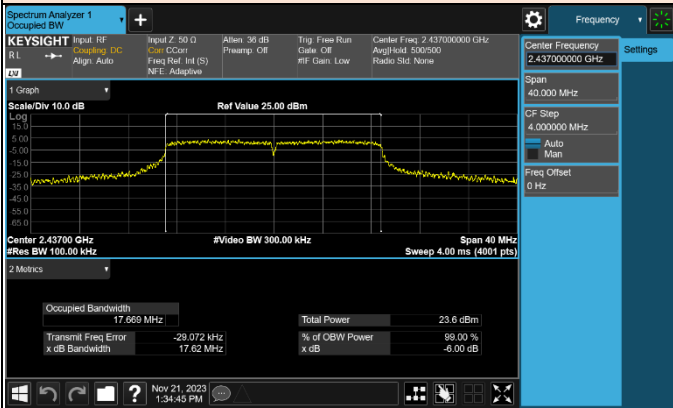 Spectrum Analyzer 1
Occupied BW
Frequency
KEYSIGHT
R L
LXI
Input: RF
Coupling: DC
Align: Auto
Input Z: 50 Ω
Corr CCorr
Freq Ref: Int (S)
NFE: Adaptive
Atten: 36 dB
Preamp: Off
Trig: Free Run
Gate: Off
#IF Gain: Low
Center Freq: 2.437000000 GHz
Avg|Hold: 500/500
Radio Std: None
Center Frequency
2.437000000 GHz
Settings
Span
40.000 MHz
CF Step
4.000000 MHz
Auto
Man
Freq Offset
0 Hz
1 Graph
Scale/Div 10.0 dB
Ref Value 25.00 dBm
Log
15.0
5.00
-5.00
-15.0
-25.0
-35.0
-45.0
-55.0
-65.0
Center 2.43700 GHz
#Video BW 300.00 kHz
Span 40 MHz
#Res BW 100.00 kHz
Sweep 4.00 ms (4001 pts)
2 Metrics
Occupied Bandwidth
17.669 MHz
Total Power 23.6 dBm
Transmit Freq Error -29.072 kHz
% of OBW Power 99.00 %
x dB Bandwidth 17.62 MHz
x dB -6.00 dB
Nov 21, 2023
1:34:45 PM